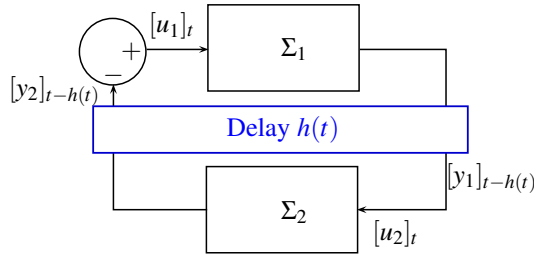 [u₁]ₜ
Σ₁
+
−
[y₂]ₜ₋ₕ₍ₜ₎
Delay h(t)
[y₁]ₜ₋ₕ₍ₜ₎
Σ₂
[u₂]ₜ